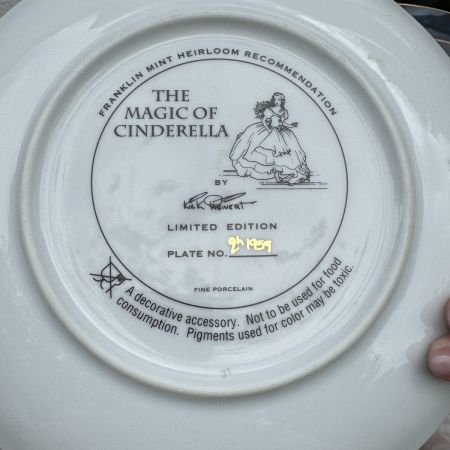 FRANKLIN MINT HEIRLOOM RECOMMENDATION
THE
MAGIC OF
CINDERELLA
BY
LIMITED EDITION
PLATE NO. 1959
FINE PORCELAIN
A decorative accessory. Not to be used for food
consumption. Pigments used for color may be toxic.